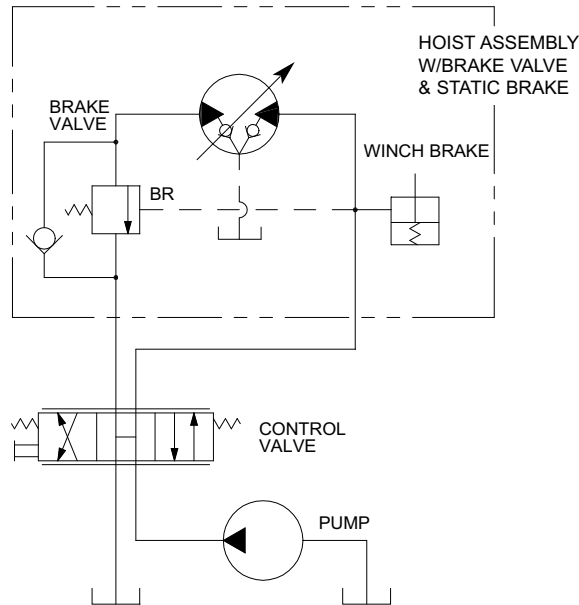 HOIST ASSEMBLY
W/BRAKE VALVE
& STATIC BRAKE
BRAKE
VALVE
WINCH BRAKE
BR
CONTROL
VALVE
PUMP